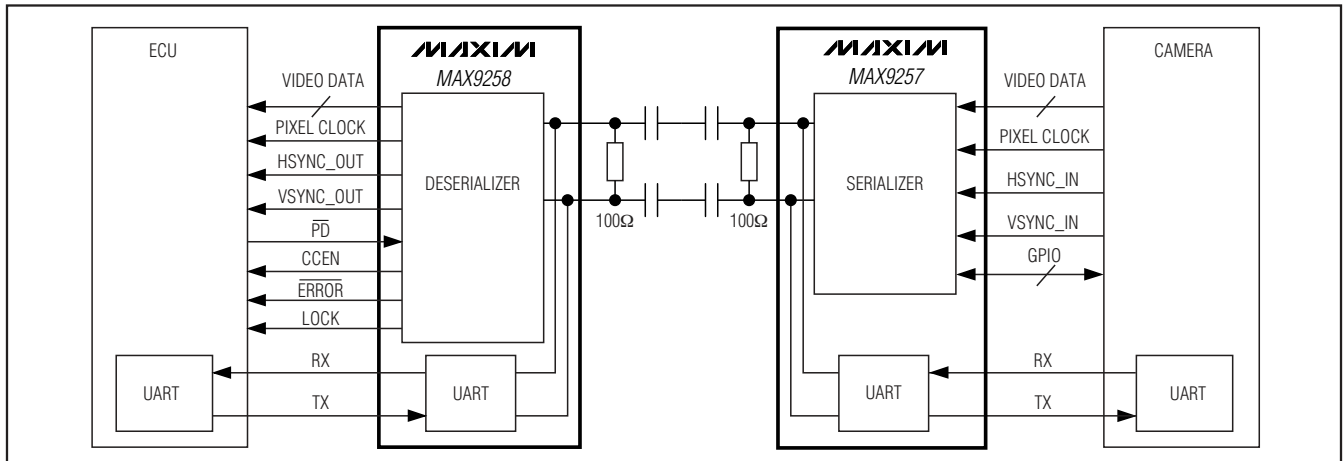 ECU
MAXIM
MAX9258
MAXIM
MAX9257
CAMERA
VIDEO DATA
PIXEL CLOCK
HSYNC_OUT
VSYNC_OUT
PD
CCEN
ERROR
LOCK
DESERIALIZER
100Ω
100Ω
SERIALIZER
VIDEO DATA
PIXEL CLOCK
HSYNC_IN
VSYNC_IN
GPIO
UART
RX
TX
UART
UART
RX
TX
UART